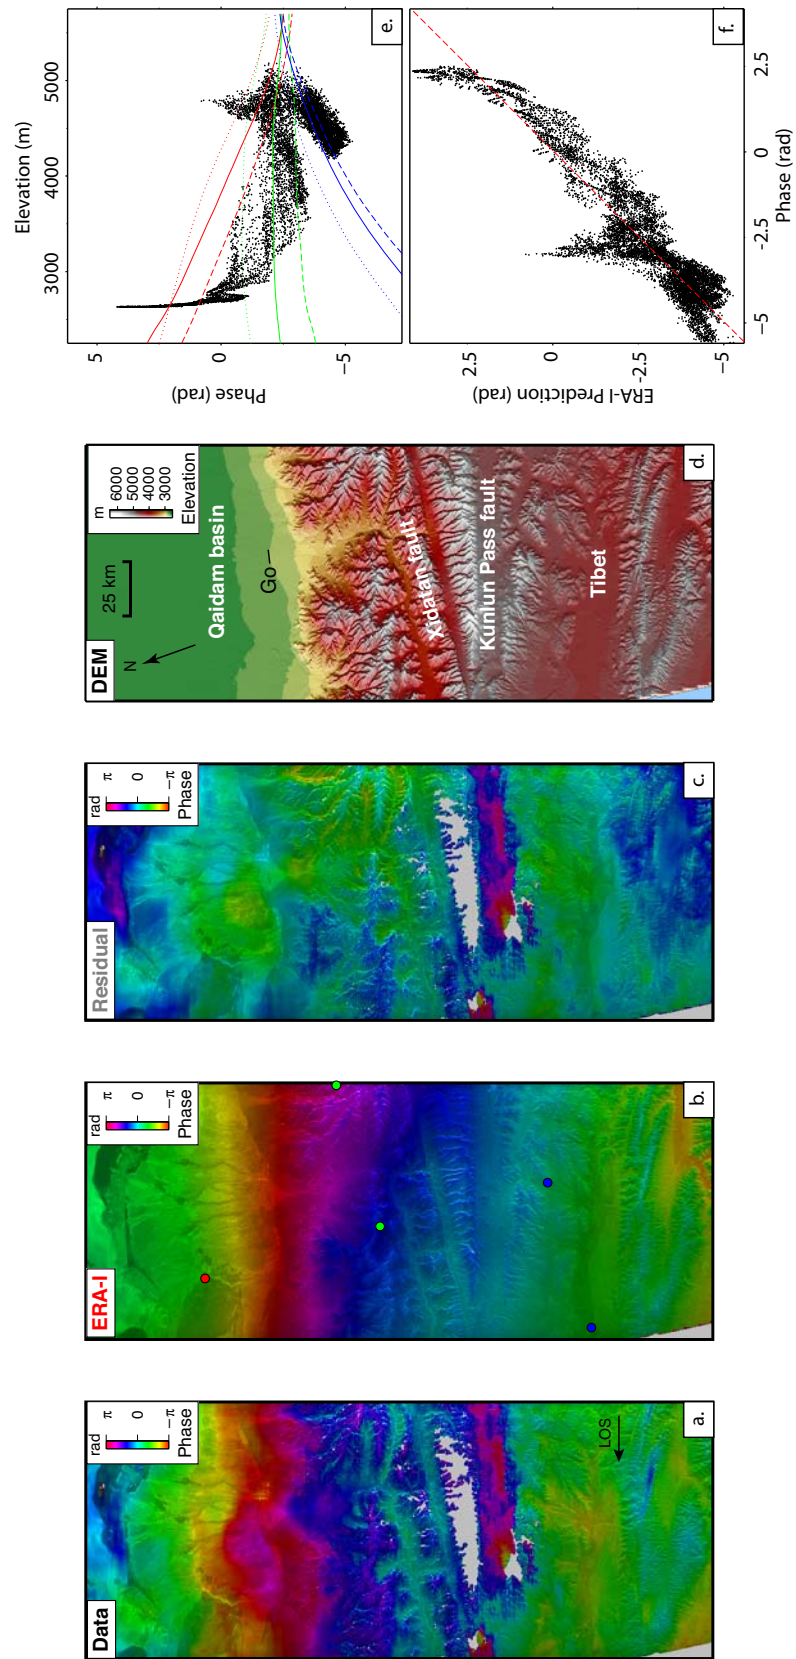 Data
rad
π
0
−π
Phase
LOS
a.
ERA-I
rad
π
0
−π
Phase
b.
Residual
rad
π
0
−π
Phase
c.
DEM
N
25 km
m
6000
5000
4000
3000
Elevation
Qaidam basin
Go
Xidatan fault
Kunlun Pass fault
Tibet
d.
Elevation (m)
3000
4000
5000
5
0
−5
Phase (rad)
e.
2.5
0
-2.5
−5
ERA-I Prediction (rad)
-5
-2.5
0
2.5
Phase (rad)
f.